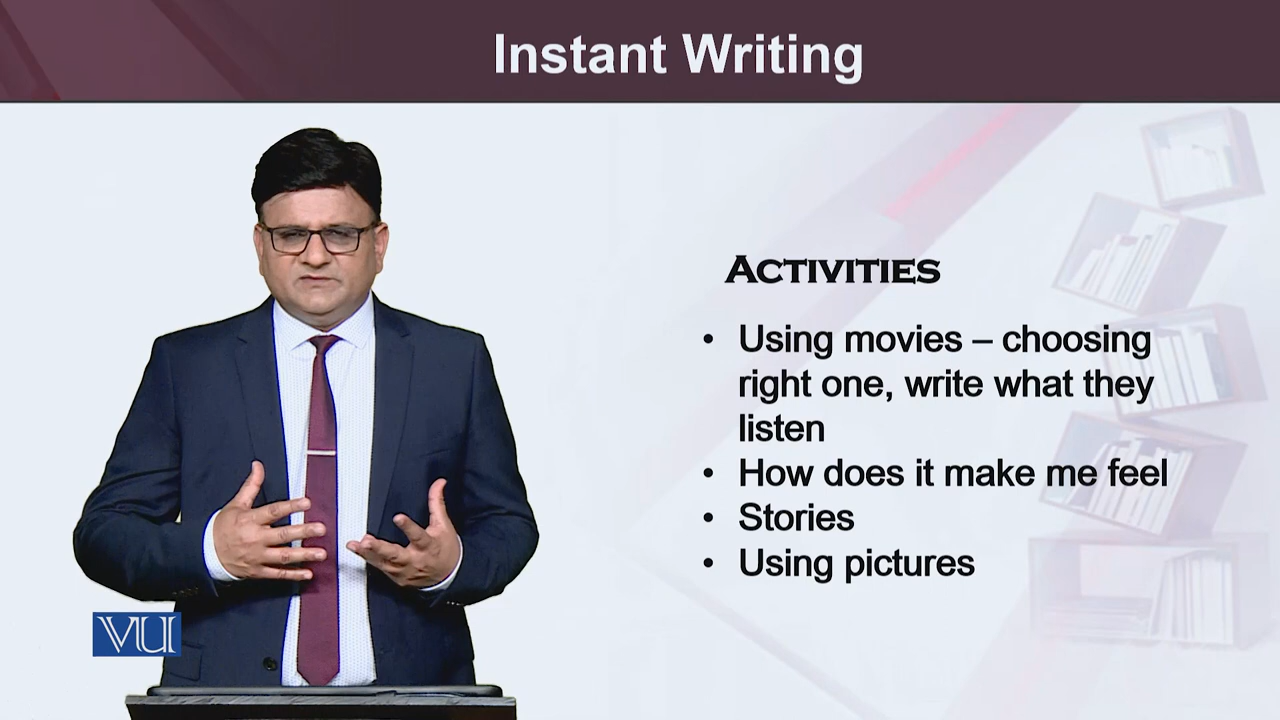 Instant Writing
ACTIVITIES
• Using movies – choosing
right one, write what they
listen
• How does it make me feel
• Stories
• Using pictures
VU